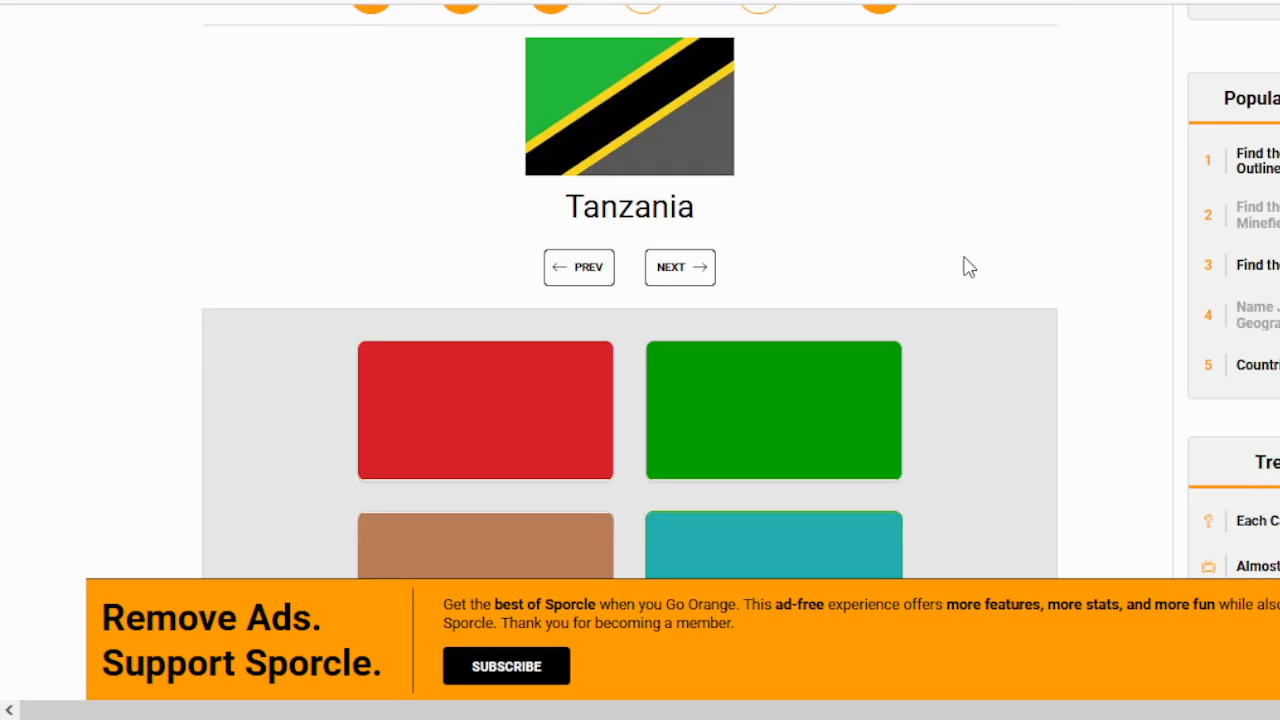 Tanzania
PREV
NEXT
Popula
1
Find th
Outline
2
Find th
Minefie
3
Find the
4
Name J
Geogra
5
Countri
Tre
Each C
Almost
Remove Ads.
Support Sporcle.
Get the best of Sporcle when you Go Orange. This ad-free experience offers more features, more stats, and more fun while also
Sporcle. Thank you for becoming a member.
SUBSCRIBE